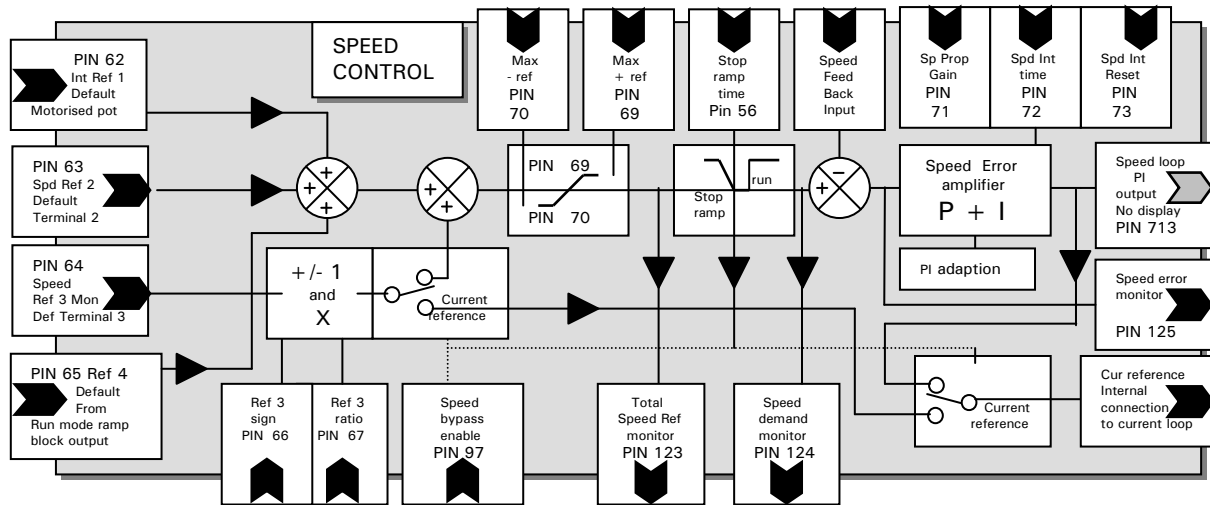 SPEED
CONTROL
PIN 62
Int Ref 1
Default
Motorised pot
PIN 63
Spd Ref 2
Default
Terminal 2
PIN 64
Speed
Ref 3 Mon
Def Terminal 3
PIN 65 Ref 4
Default
From
Run mode ramp
block output
Max
- ref
PIN
70
Max
+ ref
PIN
69
Stop
ramp
time
Pin 56
Speed
Feed
Back
Input
Sp Prop
Gain
PIN
71
Spd Int
time
PIN
72
Spd Int
Reset
PIN
73
+
+
+
+
+
PIN 69
PIN 70
Stop
ramp
run
+
-
Speed Error
amplifier
P + I
PI adaption
Speed loop
PI
output
No display
PIN 713
Speed error
monitor
PIN 125
+/- 1
and
X
Current
reference
Current
reference
Cur reference
Internal
connection
to current loop
Ref 3
sign
PIN 66
Ref 3
ratio
PIN 67
Speed
bypass
enable
PIN 97
Total
Speed Ref
monitor
PIN 123
Speed
demand
monitor
PIN 124